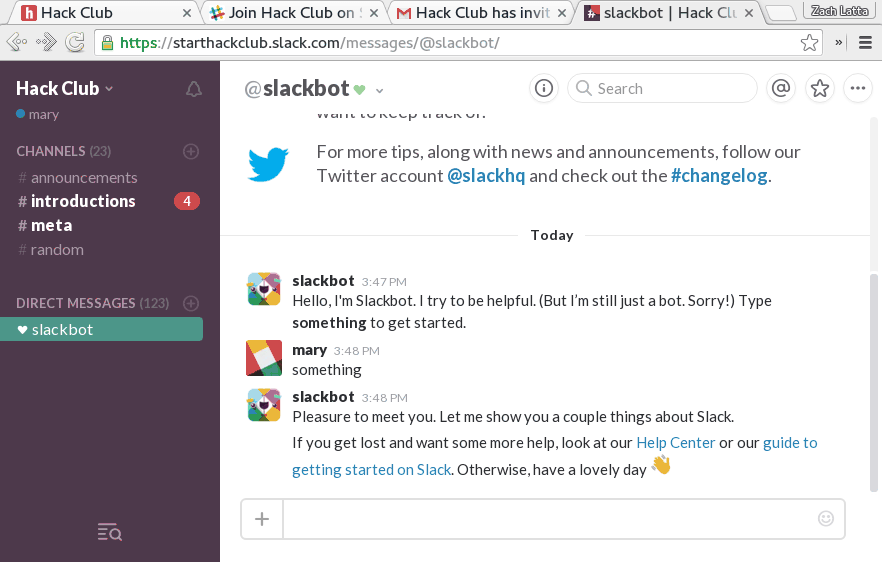 Hack Club
Join Hack Club on S
Gmail Hack Club has invit
slackbot | Hack Clu
Zach Latta
https://starthackclub.slack.com/messages/@slackbot/
»
Hack Club
mary
CHANNELS (23)
# announcements
# introductions 4
# meta
# random
DIRECT MESSAGES (123)
slackbot
@slackbot
Search
@
want to keep track of.
For more tips, along with news and announcements, follow our
Twitter account @slackhq and check out the #changelog.
Today
slackbot 3:47 PM
Hello, I'm Slackbot. I try to be helpful. (But I'm still just a bot. Sorry!) Type
something to get started.
mary 3:48 PM
something
slackbot 3:48 PM
Pleasure to meet you. Let me show you a couple things about Slack.
If you get lost and want some more help, look at our Help Center or our guide to
getting started on Slack. Otherwise, have a lovely day 👋
+